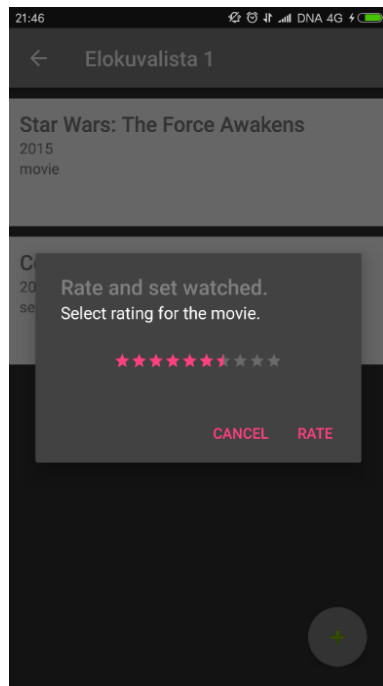 21:46 DNA 4G
Elokuvalista 1
Star Wars: The Force Awakens
2015
movie
Rate and set watched.
Select rating for the movie.
CANCEL RATE